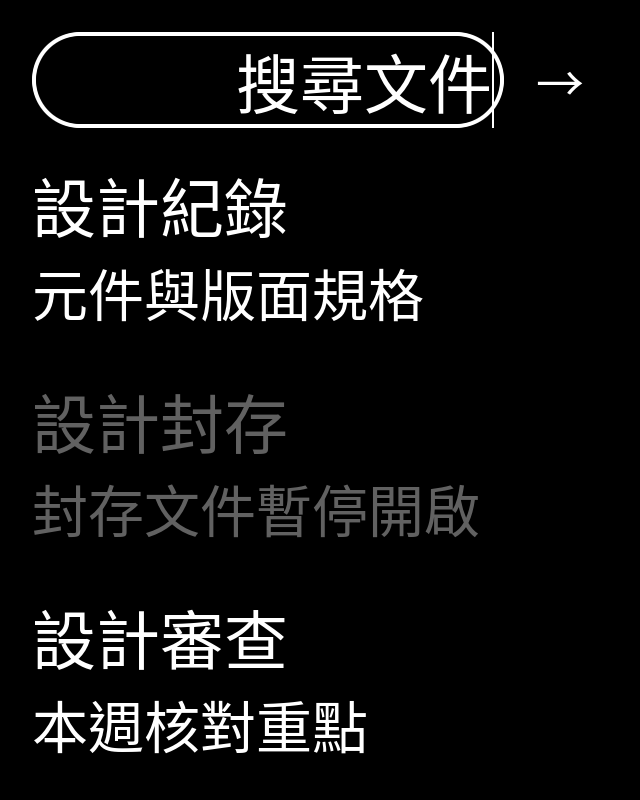 搜尋文件 →
設計紀錄
元件與版面規格
設計封存
封存文件暫停開啟
設計審查
本週核對重點